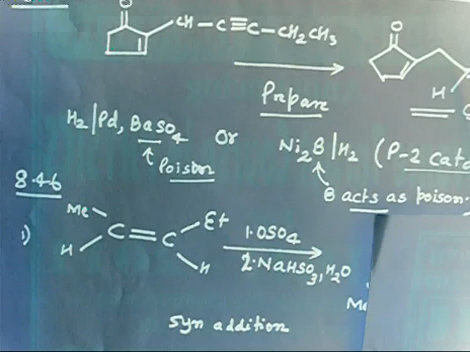 O O
CH-C≡C-CH2CH3
Prepare H
H2/Pd, BaSO4 Or Ni2B/H2 (P-2 cata
Poison B acts as poison.
8.46
Me Et
i) C=C 1.OSO4
H H 2.NaHSO3,H2O
Me
Syn addition